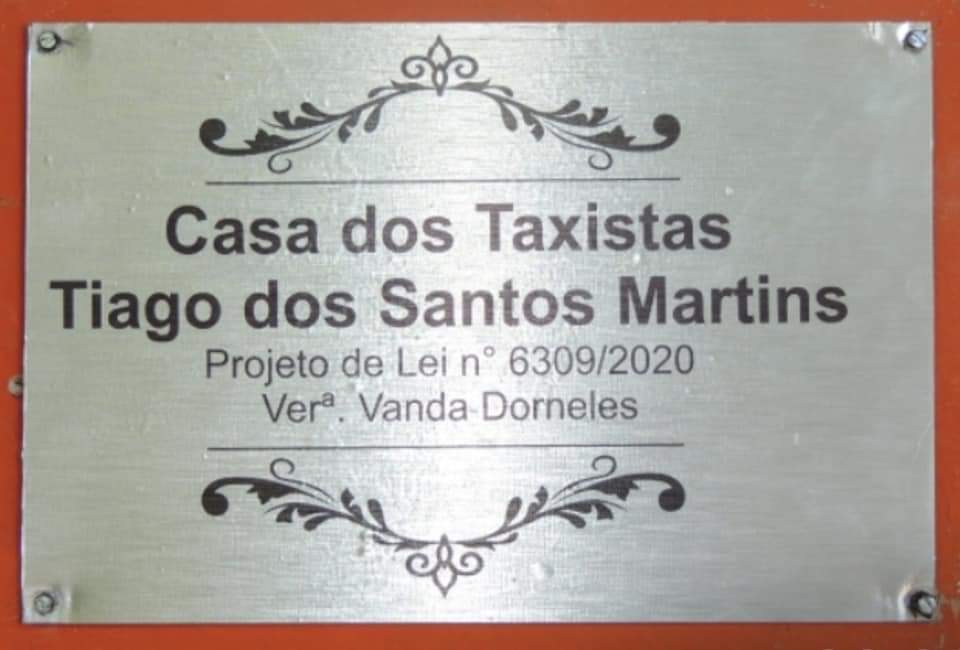 Casa dos Taxistas
Tiago dos Santos Martins
Projeto de Lei n° 6309/2020
Verª. Vanda Dorneles